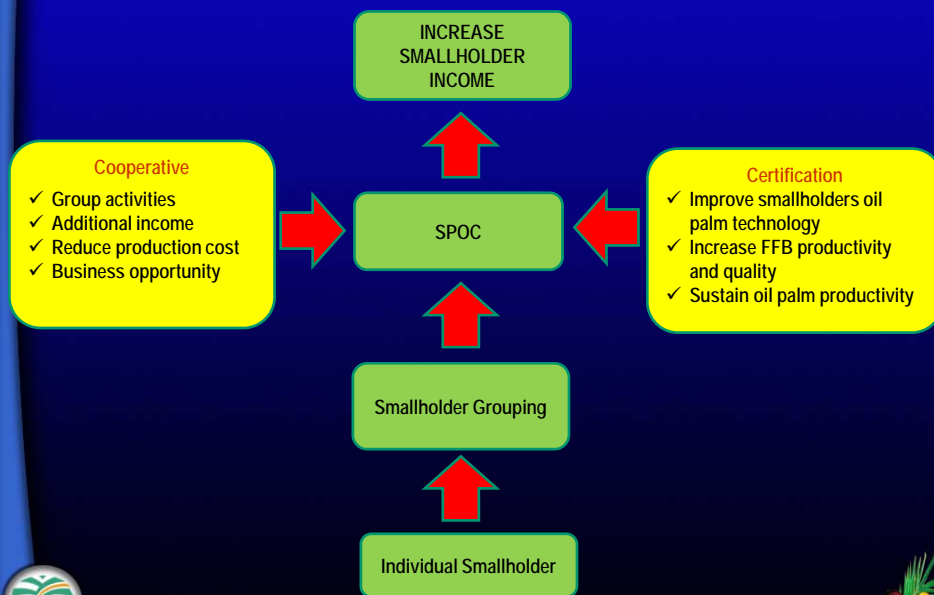 INCREASE
SMALLHOLDER
INCOME
Cooperative
✓ Group activities
✓ Additional income
✓ Reduce production cost
✓ Business opportunity
SPOC
Certification
✓ Improve smallholders oil
palm technology
✓ Increase FFB productivity
and quality
✓ Sustain oil palm productivity
Smallholder Grouping
Individual Smallholder